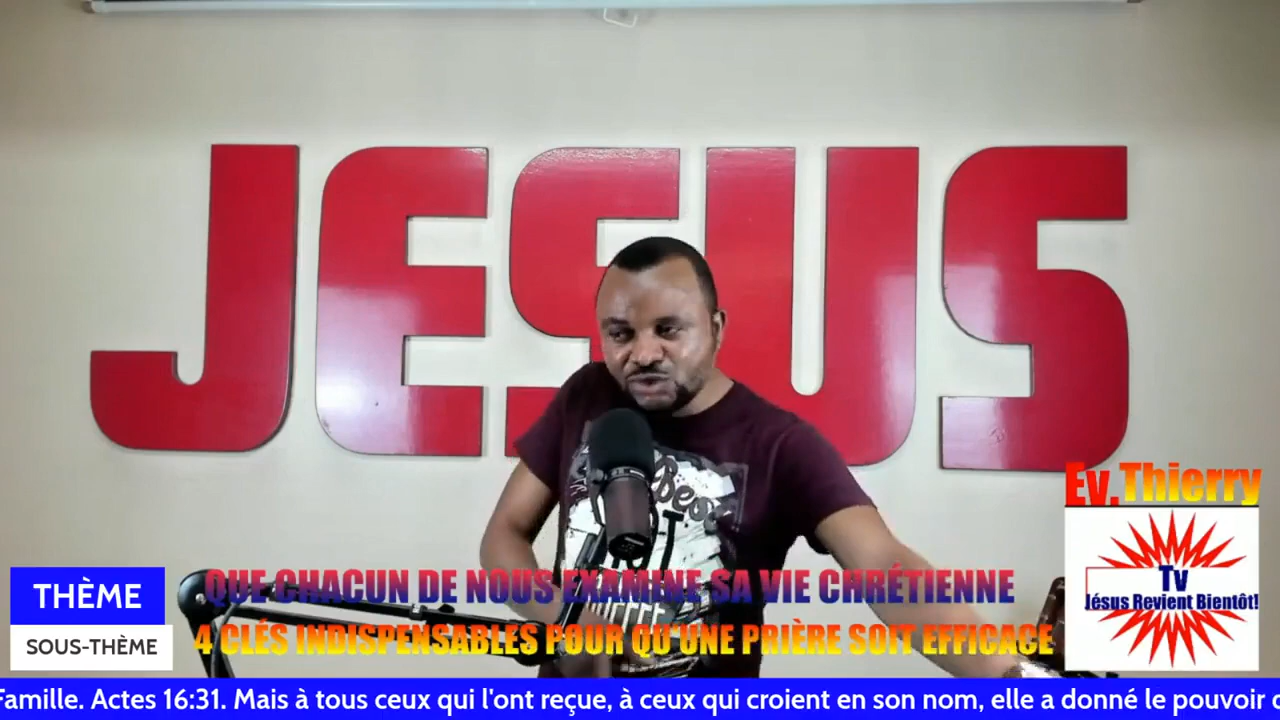 JESUS
Best
Ev.Thierry
Tv
Jésus Revient Bientôt!
THÈME
QUE CHACUN DE NOUS EXAMINE SA VIE CHRÉTIENNE
SOUS-THÈME
4 CLÉS INDISPENSABLES POUR QU'UNE PRIÈRE SOIT EFFICACE
Famille. Actes 16:31. Mais à tous ceux qui l'ont reçue, à ceux qui croient en son nom, elle a donné le pouvoir